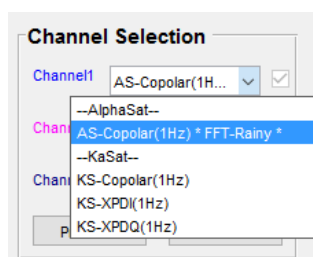 Channel Selection
Channel1
AS-Copolar(1H...
--AlphaSat--
AS-Copolar(1Hz) * FFT-Rainy *
--KaSat--
KS-Copolar(1Hz)
KS-XPDI(1Hz)
KS-XPDQ(1Hz)